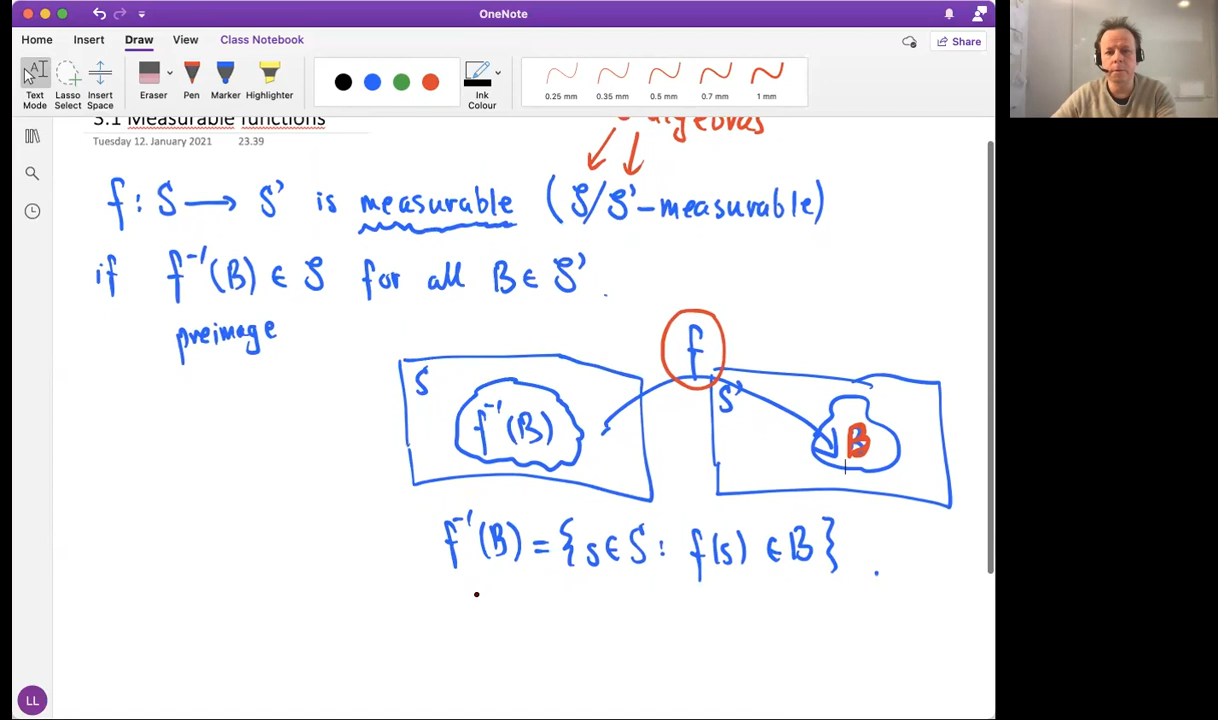 OneNote
Home Insert Draw View Class Notebook
Share
Text Mode
Lasso Select
Insert Space
Eraser
Pen
Marker
Highlighter
Ink Colour
0.25 mm 0.35 mm 0.5 mm 0.7 mm 1 mm
3.1 Measurable functions
Tuesday 12. January 2021 23.39
σ-algebras
f : S → S' is measurable (𝒮/𝒮'-measurable)
if f⁻¹(B) ∈ 𝒮 for all B ∈ 𝒮'.
preimage
f
S
f⁻¹(B)
S'
B
f⁻¹(B) = {s ∈ S : f(s) ∈ B}.
LL